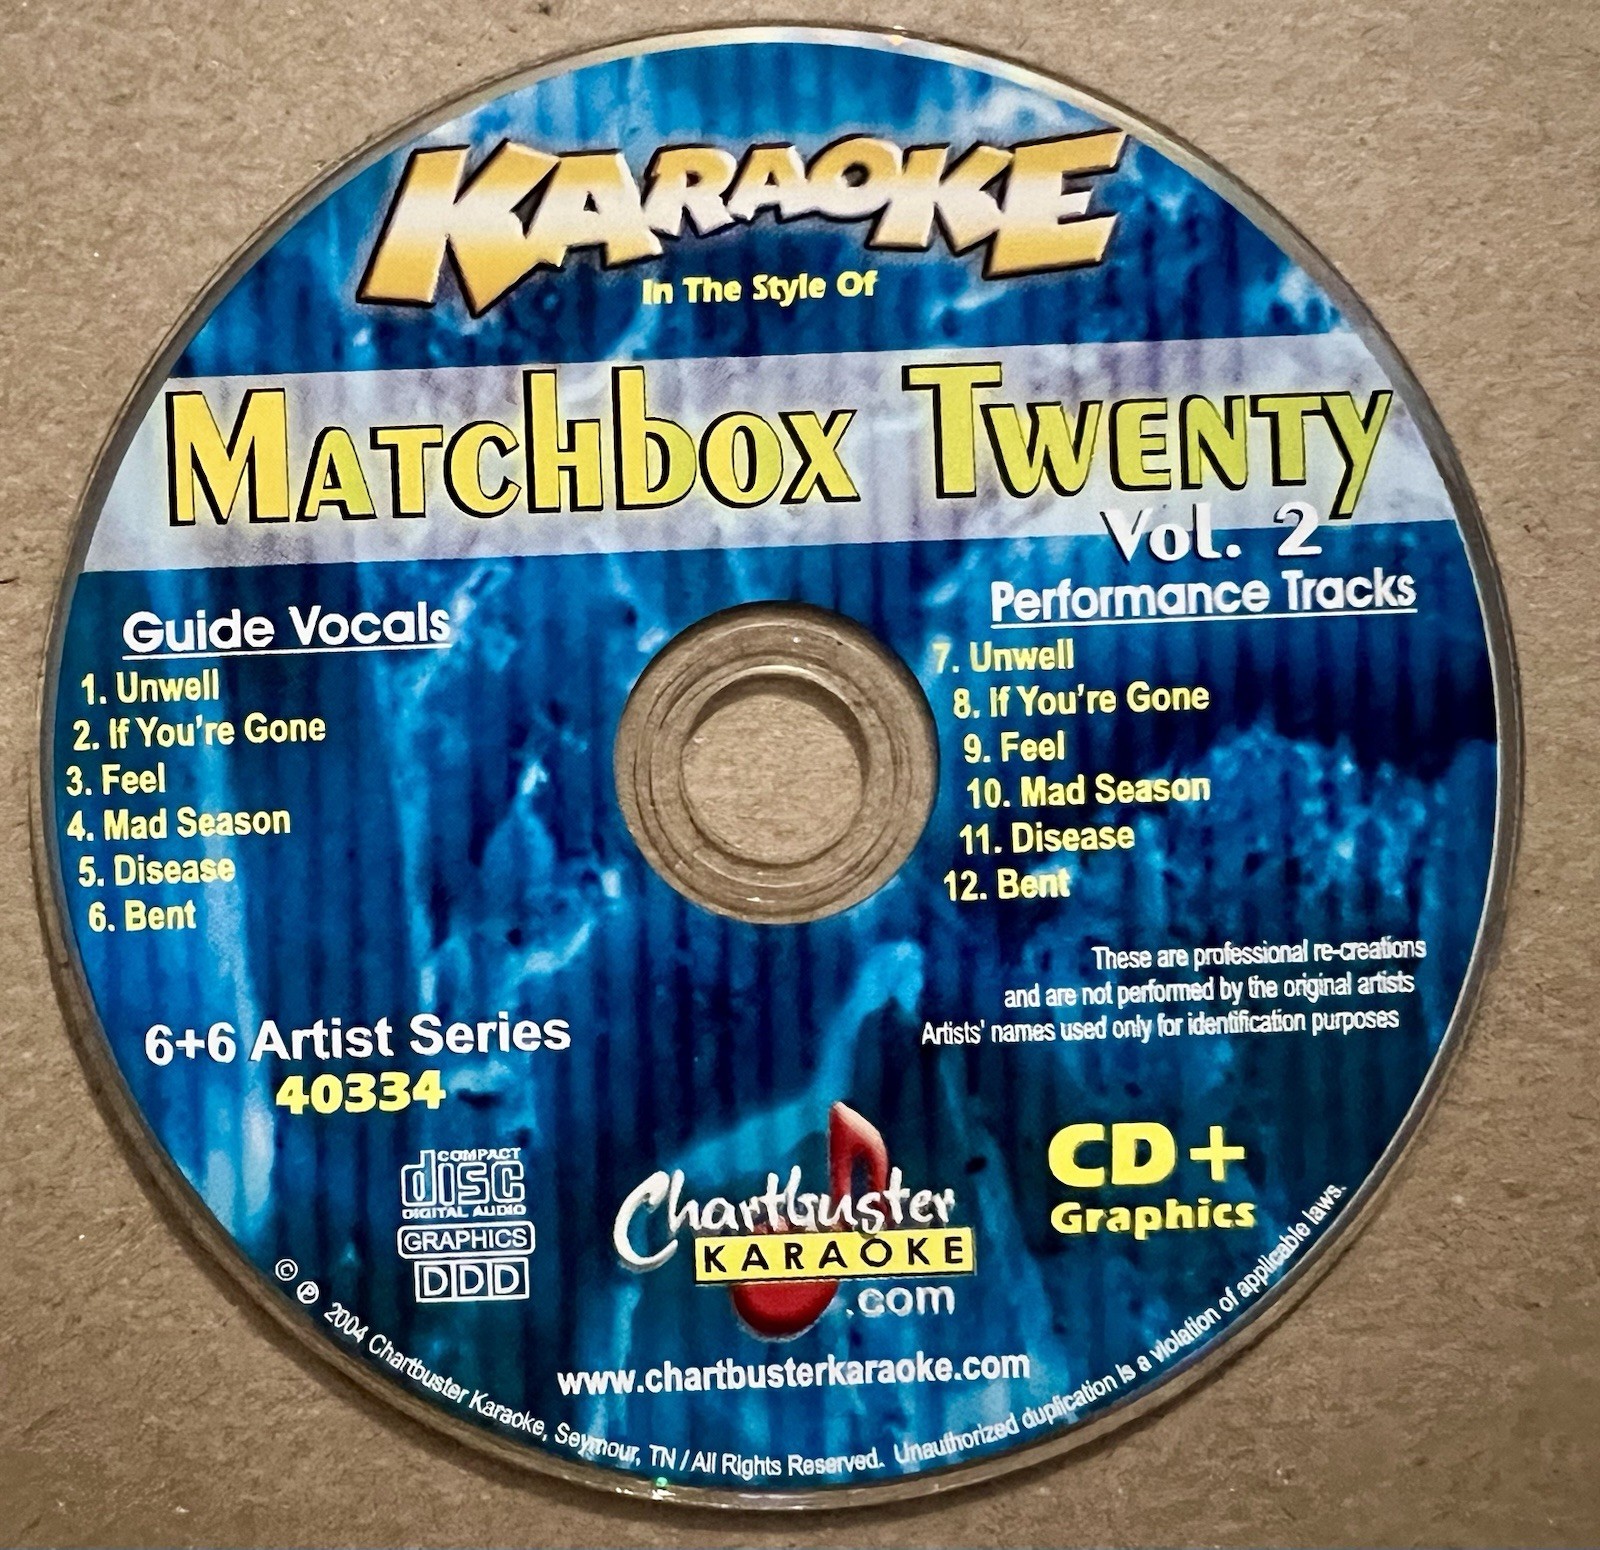 KARAOKE
In The Style Of
Matchbox Twenty
Vol. 2
Guide Vocals
1. Unwell
2. If You're Gone
3. Feel
4. Mad Season
5. Disease
6. Bent
Performance Tracks
7. Unwell
8. If You're Gone
9. Feel
10. Mad Season
11. Disease
12. Bent
These are professional re-creations
and are not performed by the original artists
Artists' names used only for identification purposes
6+6 Artist Series
40334
COMPACT
disc
DIGITAL AUDIO
GRAPHICS
DDD
Chartbuster
KARAOKE
.com
CD+
Graphics
www.chartbusterkaraoke.com
© ℗ 2004 Chartbuster Karaoke, Seymour, TN / All Rights Reserved. Unauthorized duplication is a violation of applicable laws.